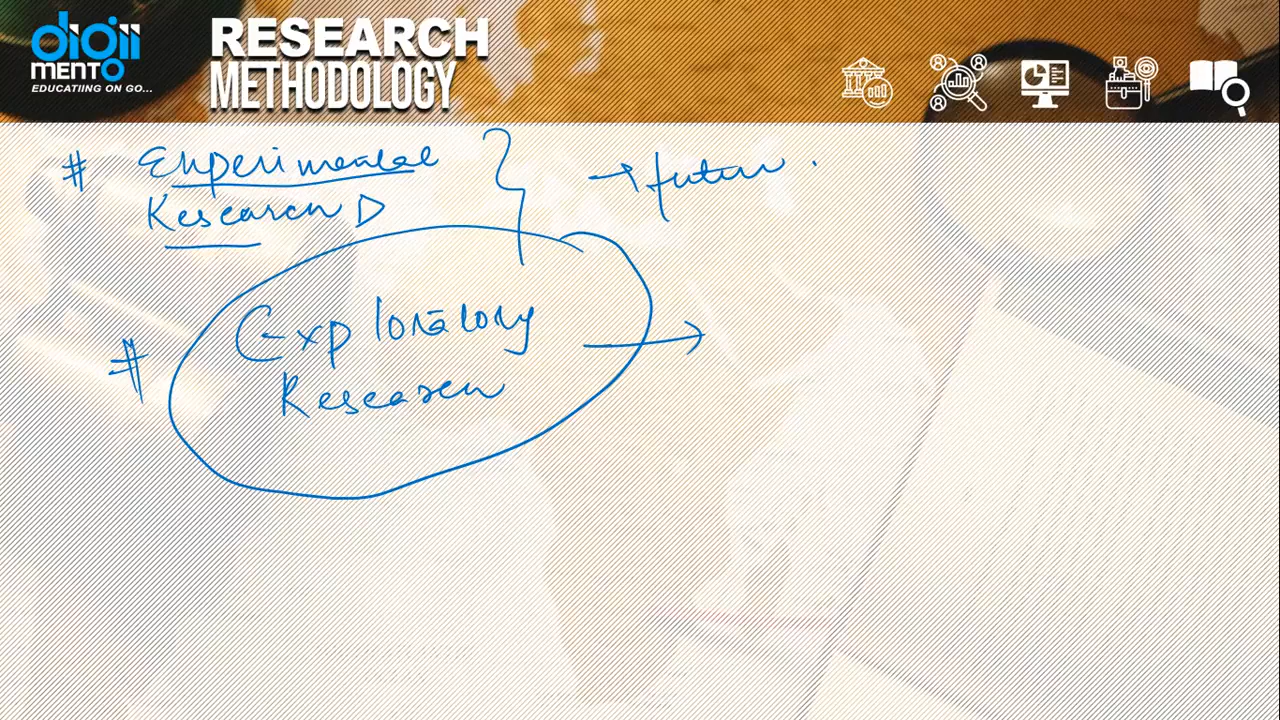 digii
MENTO
EDUCATIING ON GO...
RESEARCH
METHODOLOGY
# Experimental
Research
→ future
# Exploratory
Research →